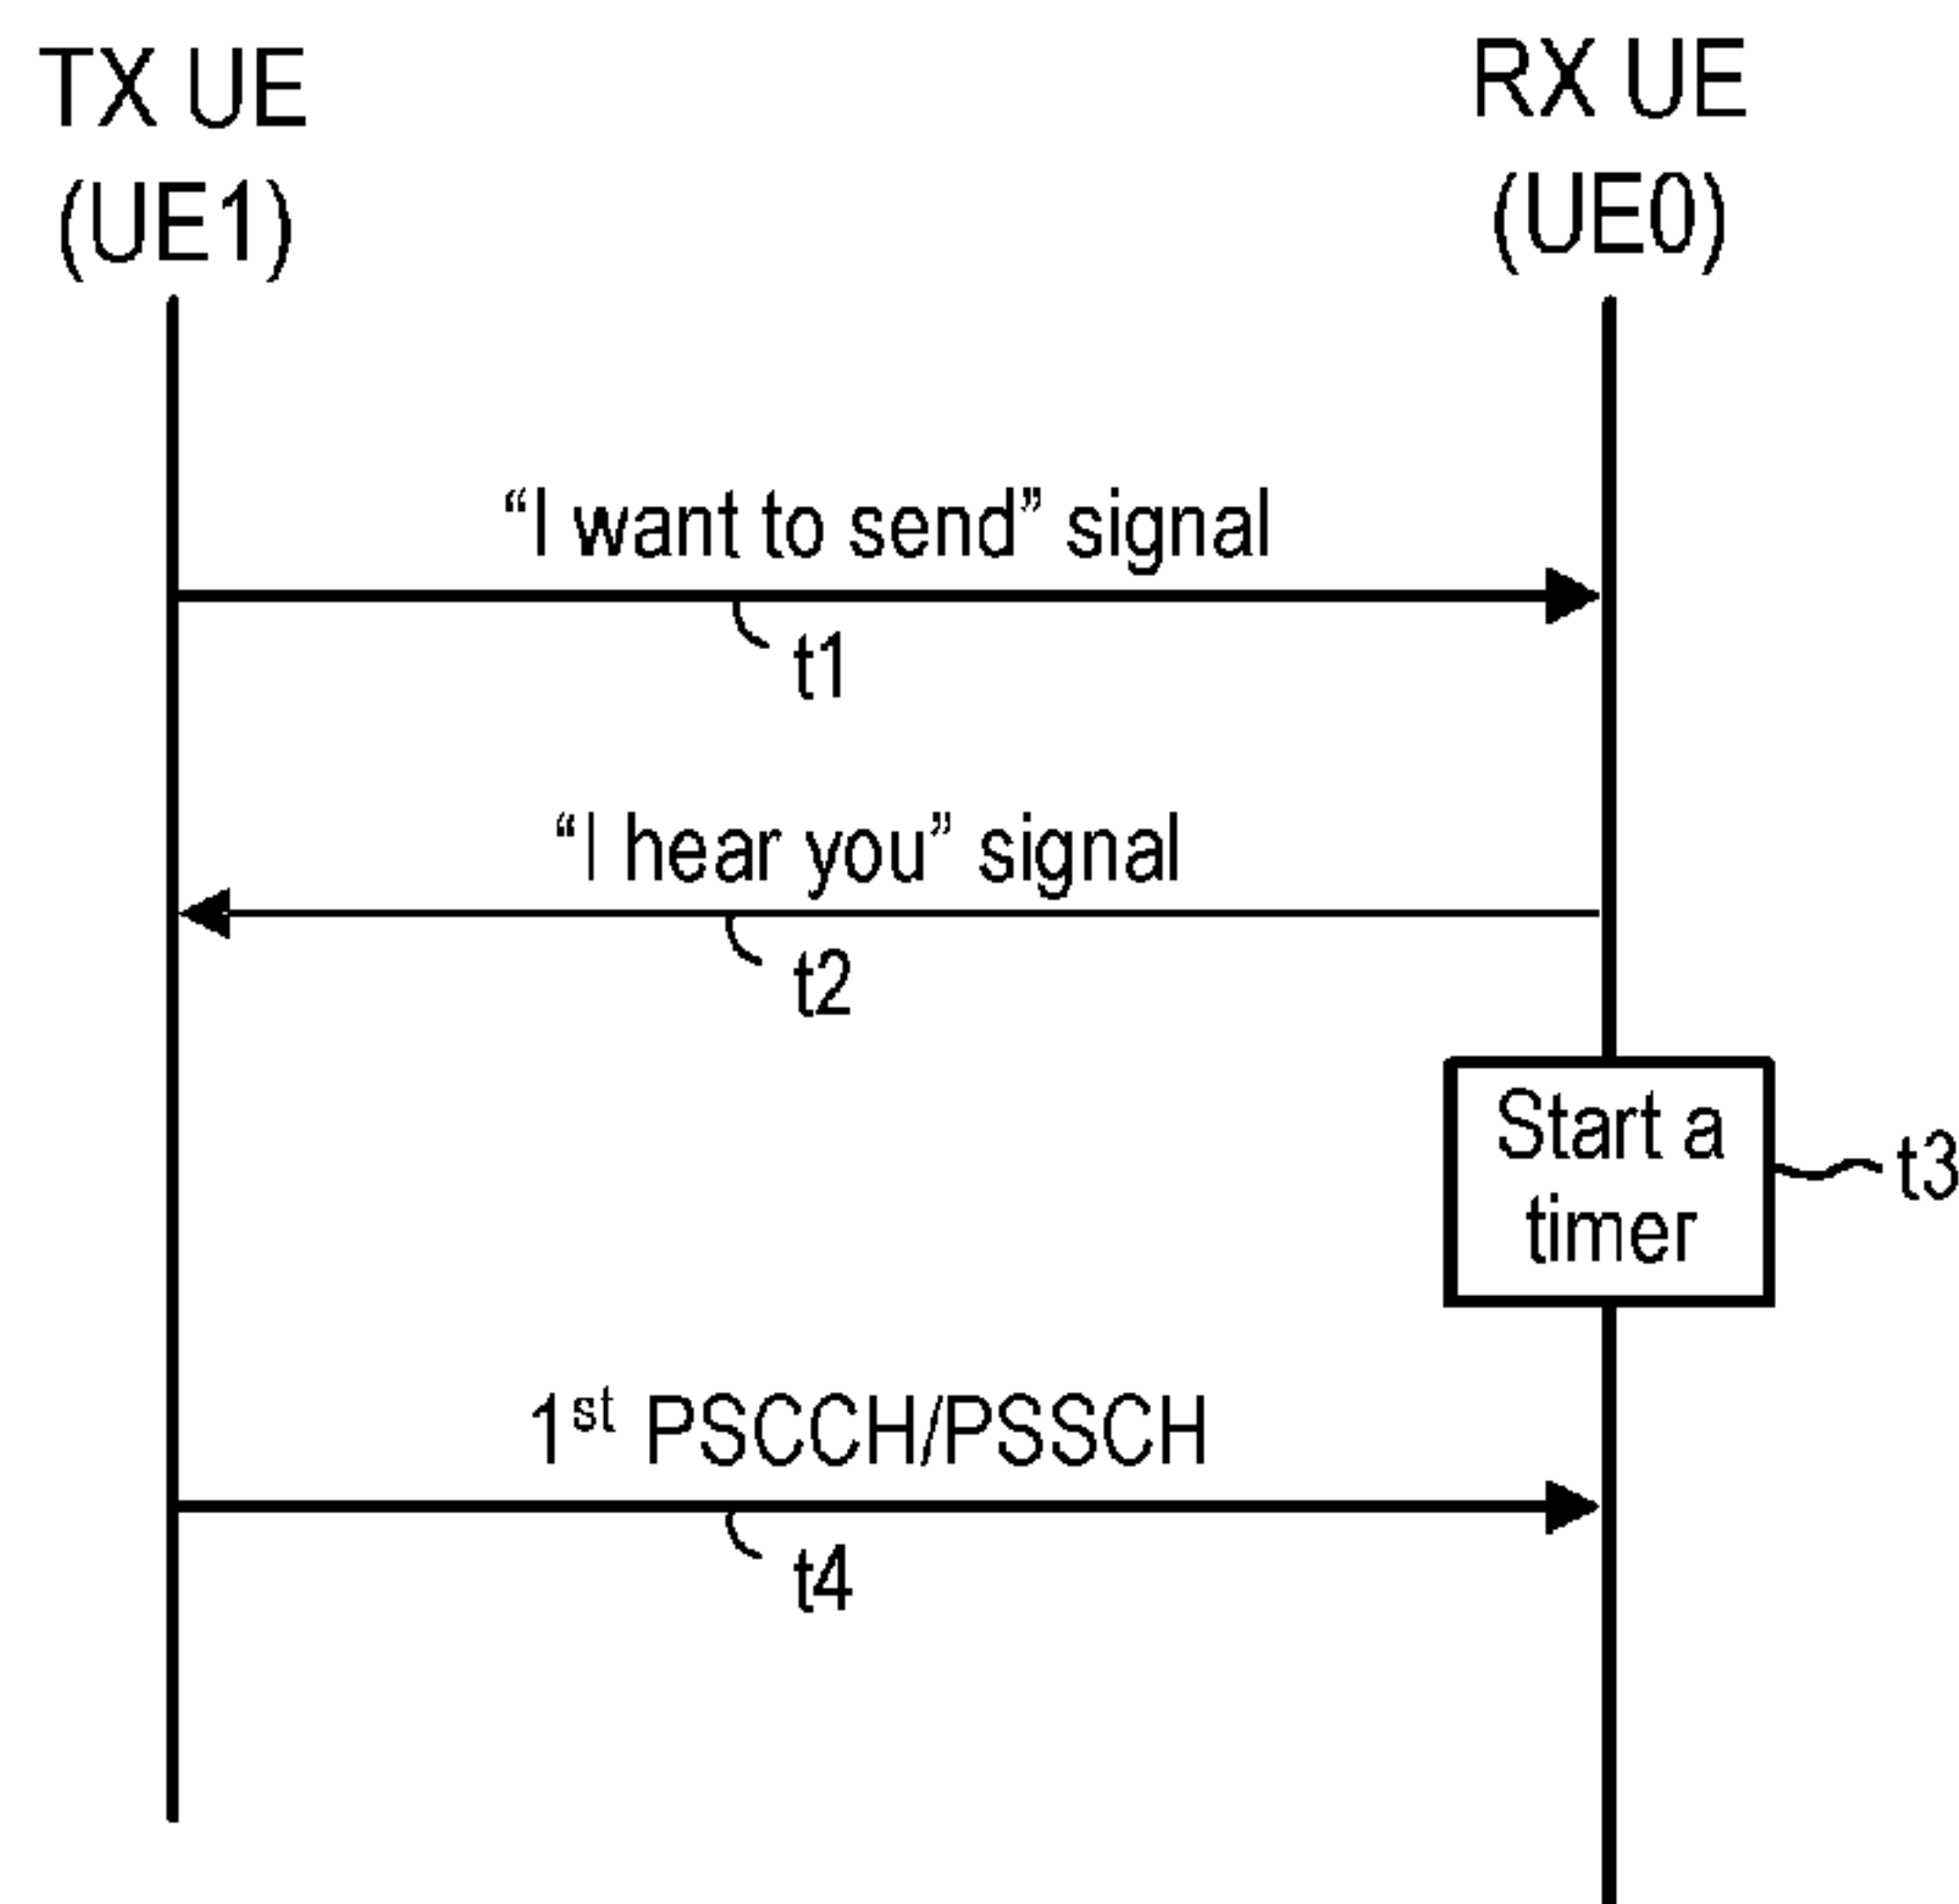 TX UE
(UE1)
RX UE
(UE0)
“I want to send” signal
t1
“I hear you” signal
t2
Start a
timer
t3
1st PSCCH/PSSCH
t4